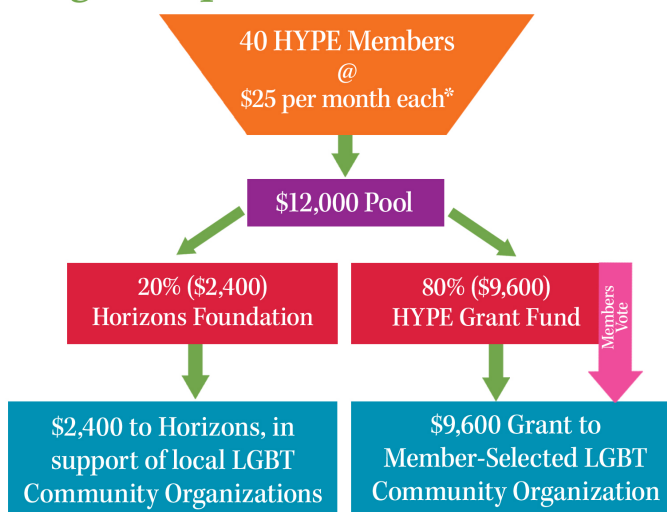 40 HYPE Members
@
$25 per month each*
$12,000 Pool
20% ($2,400)
Horizons Foundation
80% ($9,600)
HYPE Grant Fund
Members
Vote
$2,400 to Horizons, in
support of local LGBT
Community Organizations
$9,600 Grant to
Member-Selected LGBT
Community Organization